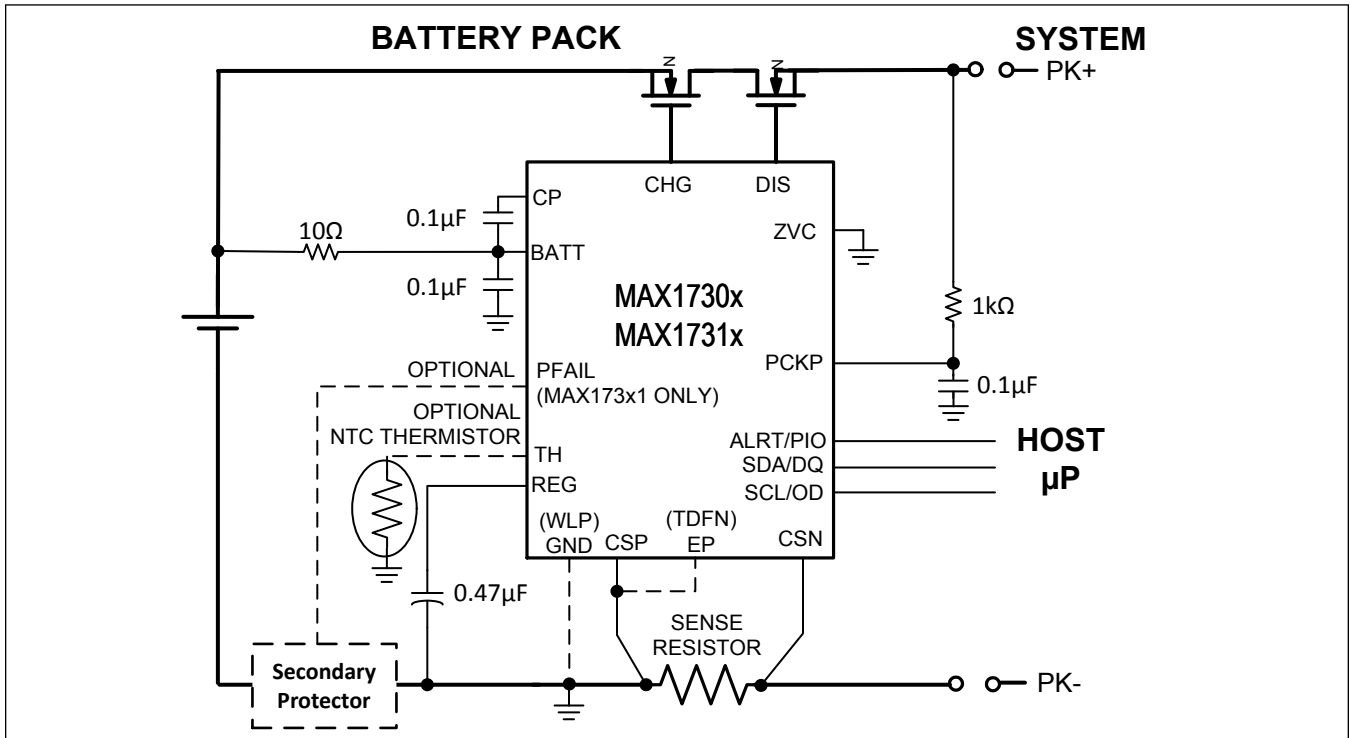 BATTERY PACK
SYSTEM
N
N
PK+
CHG
DIS
CP
0.1µF
ZVC
10Ω
BATT
0.1µF
MAX1730x
MAX1731x
1kΩ
OPTIONAL
PFAIL
(MAX173x1 ONLY)
PCKP
0.1µF
OPTIONAL
NTC THERMISTOR
TH
ALRT/PIO
HOST
µP
SDA/DQ
REG
SCL/OD
(WLP)
GND
CSP
(TDFN)
EP
CSN
0.47µF
SENSE
RESISTOR
Secondary
Protector
PK-